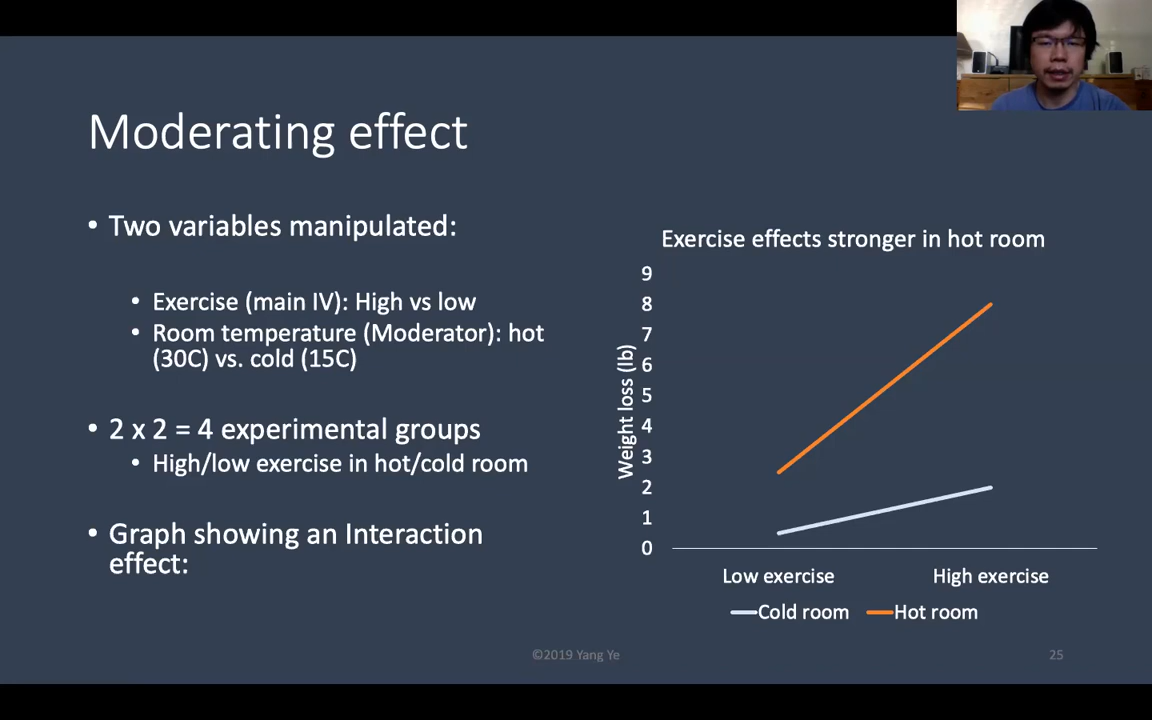 Moderating effect
• Two variables manipulated:
• Exercise (main IV): High vs low
• Room temperature (Moderator): hot
(30C) vs. cold (15C)
• 2 x 2 = 4 experimental groups
• High/low exercise in hot/cold room
• Graph showing an Interaction
effect:
Exercise effects stronger in hot room
Weight loss (lb)
9
8
7
6
5
4
3
2
1
0
Low exercise
High exercise
Cold room
Hot room
©2019 Yang Ye
25